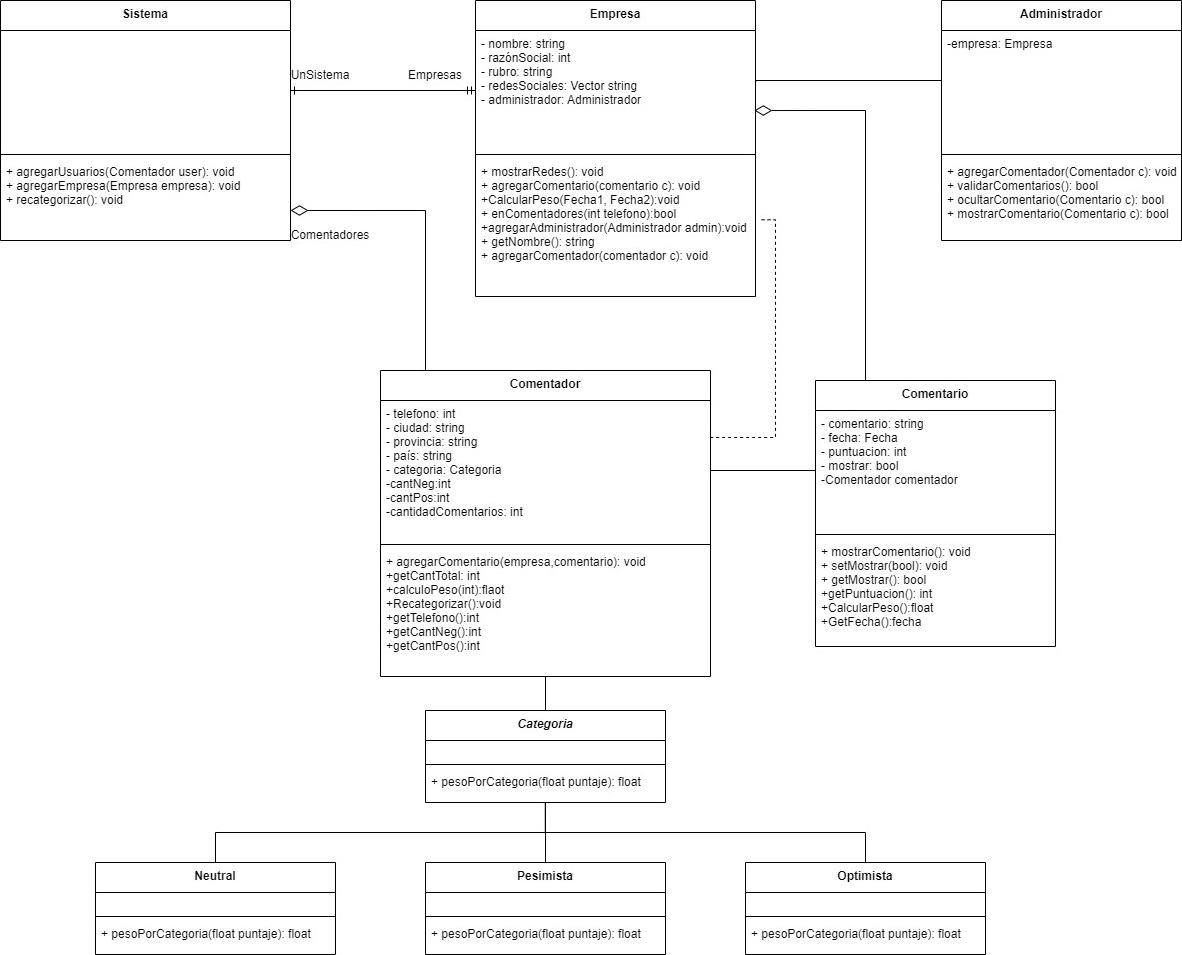 Sistema
+ agregarUsuarios(Comentador user): void
+ agregarEmpresa(Empresa empresa): void
+ recategorizar(): void
UnSistema
Empresas
Comentadores
Empresa
- nombre: string
- razónSocial: int
- rubro: string
- redesSociales: Vector string
- administrador: Administrador
+ mostrarRedes(): void
+ agregarComentario(comentario c): void
+CalcularPeso(Fecha1, Fecha2):void
+ enComentadores(int telefono):bool
+agregarAdministrador(Administrador admin):void
+ getNombre(): string
+ agregarComentador(comentador c): void
Administrador
-empresa: Empresa
+ agregarComentador(Comentador c): void
+ validarComentarios(): bool
+ ocultarComentario(Comentario c): bool
+ mostrarComentario(Comentario c): bool
Comentador
- telefono: int
- ciudad: string
- provincia: string
- país: string
- categoria: Categoria
-cantNeg:int
-cantPos:int
-cantidadComentarios: int
+ agregarComentario(empresa,comentario): void
+getCantTotal: int
+calculoPeso(int):flaot
+Recategorizar():void
+getTelefono():int
+getCantNeg():int
+getCantPos():int
Comentario
- comentario: string
- fecha: Fecha
- puntuacion: int
- mostrar: bool
-Comentador comentador
+ mostrarComentario(): void
+ setMostrar(bool): void
+ getMostrar(): bool
+getPuntuacion(): int
+CalcularPeso():float
+GetFecha():fecha
Categoria
+ pesoPorCategoria(float puntaje): float
Neutral
+ pesoPorCategoria(float puntaje): float
Pesimista
+ pesoPorCategoria(float puntaje): float
Optimista
+ pesoPorCategoria(float puntaje): float